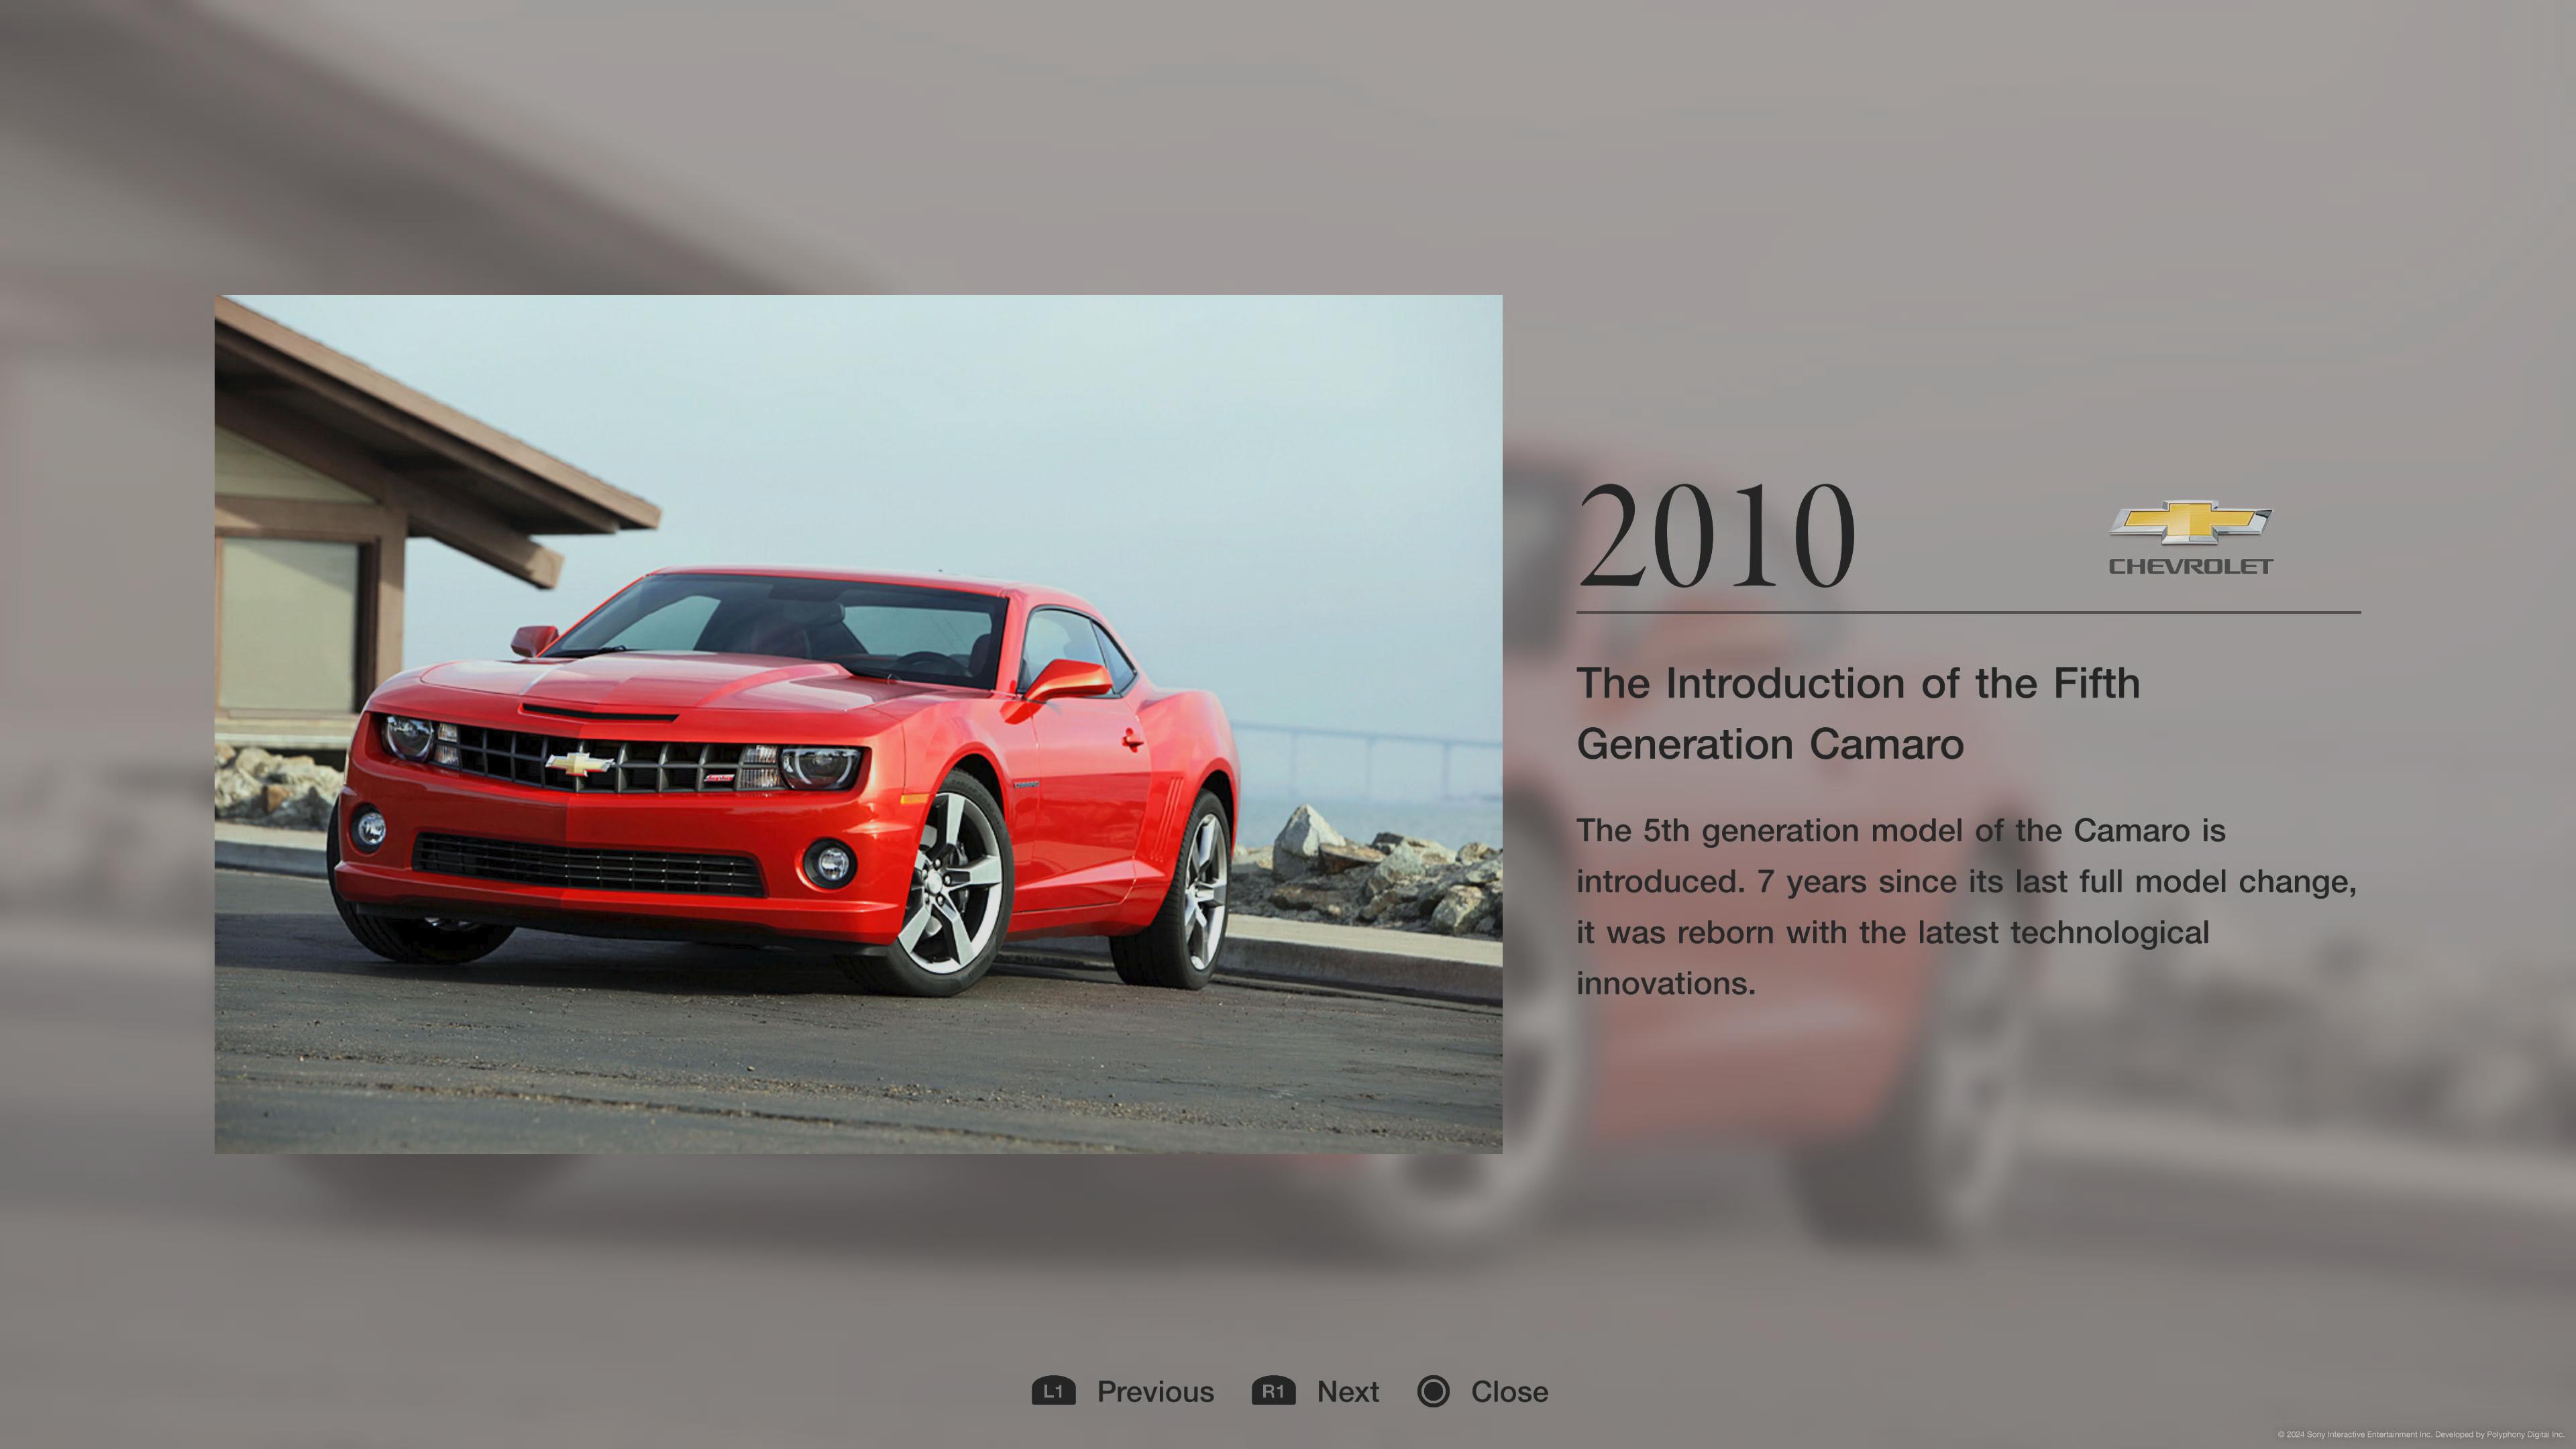 2010
CHEVROLET
The Introduction of the Fifth
Generation Camaro
The 5th generation model of the Camaro is
introduced. 7 years since its last full model change,
it was reborn with the latest technological
innovations.
L1 Previous R1 Next Close
© 2024 Sony Interactive Entertainment Inc. Developed by Polyphony Digital Inc.